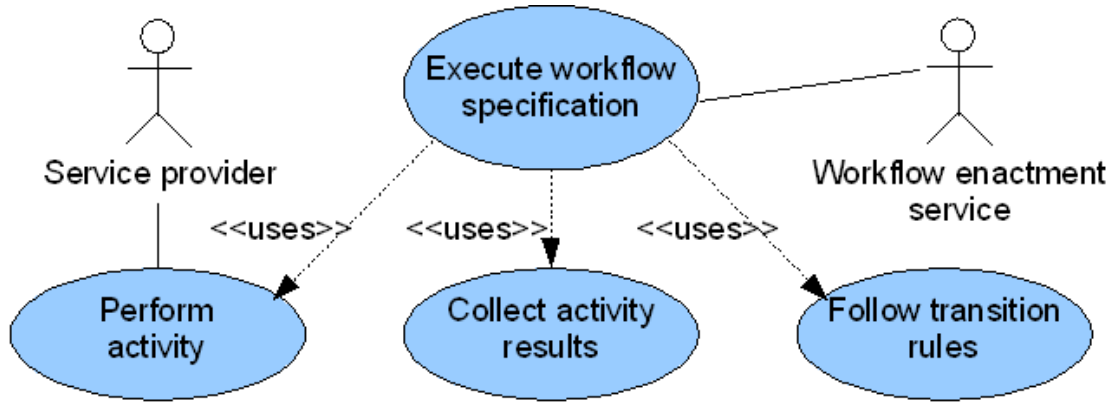 Execute workflow
specification
Service provider
Workflow enactment
service
<<uses>>
<<uses>>
<<uses>>
Perform
activity
Collect activity
results
Follow transition
rules